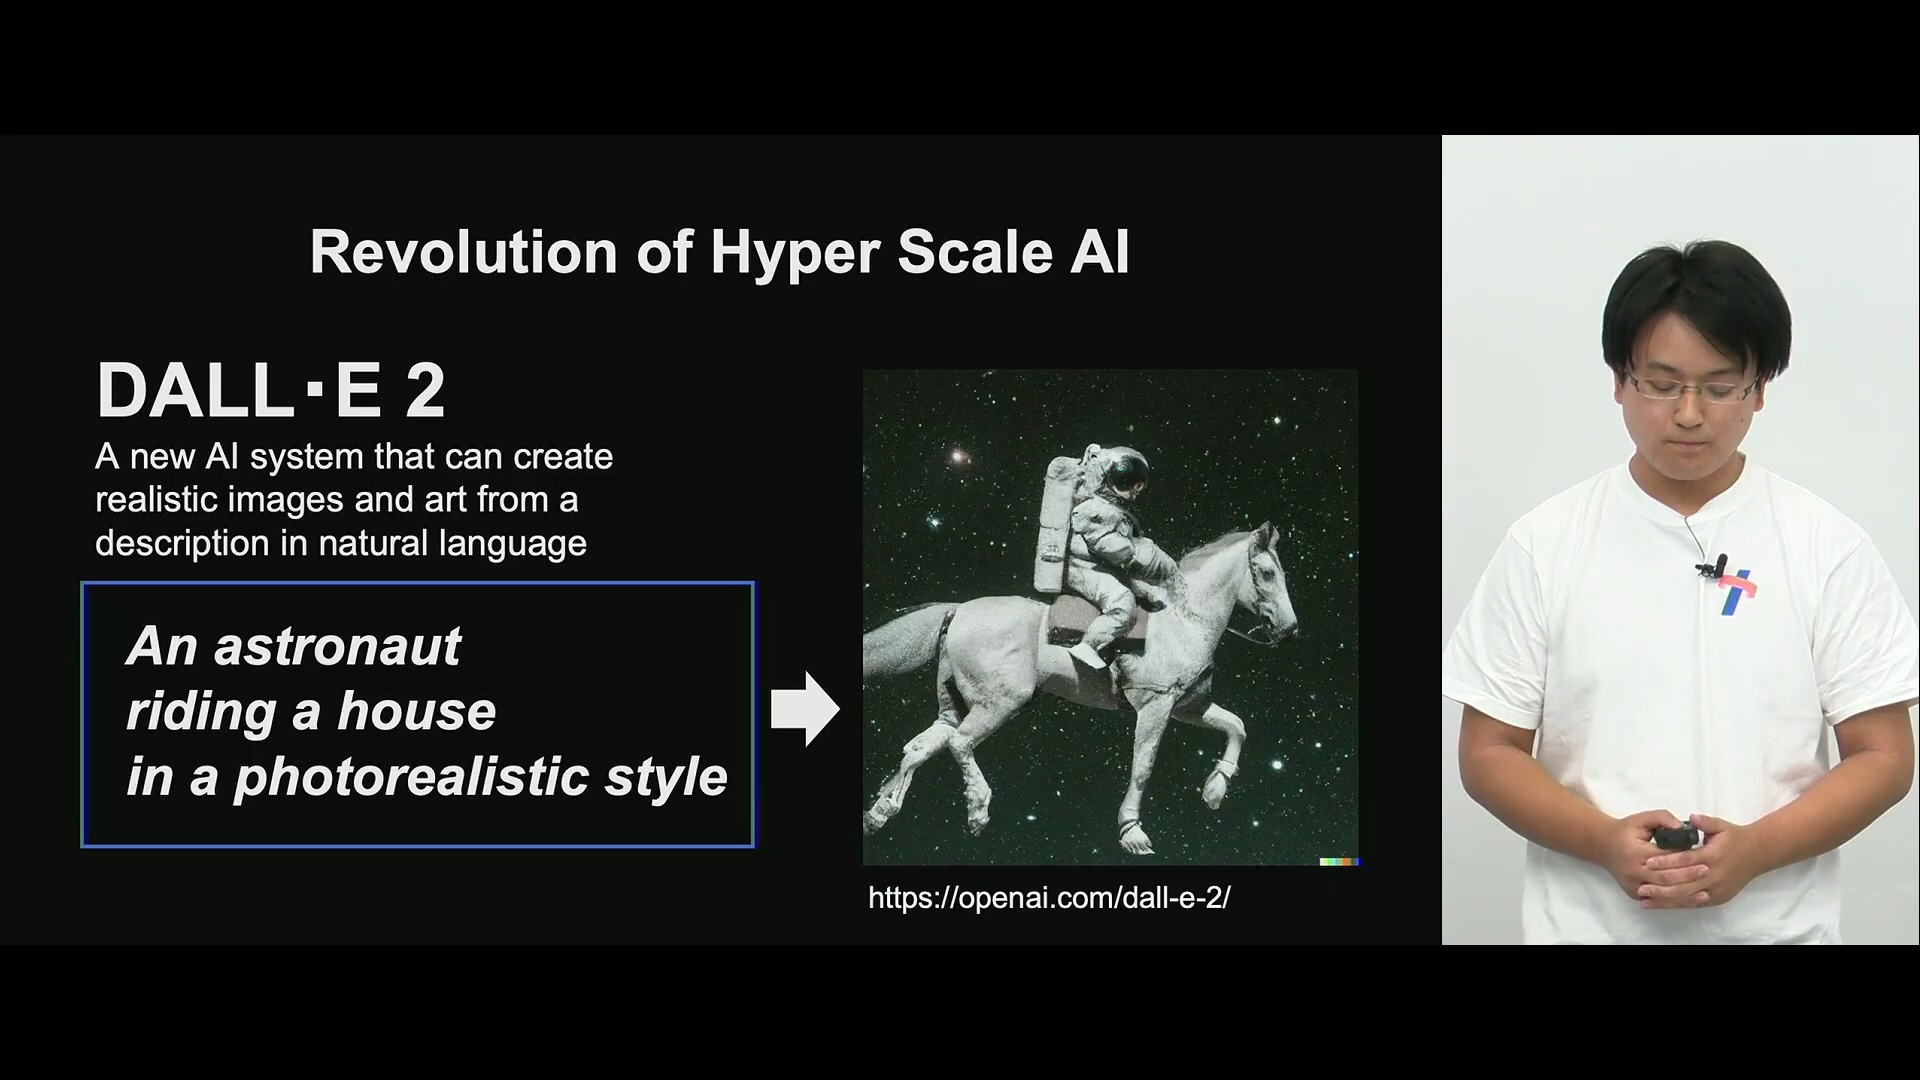 Revolution of Hyper Scale AI
DALL·E 2
A new AI system that can create
realistic images and art from a
description in natural language
An astronaut
riding a house
in a photorealistic style
https://openai.com/dall-e-2/